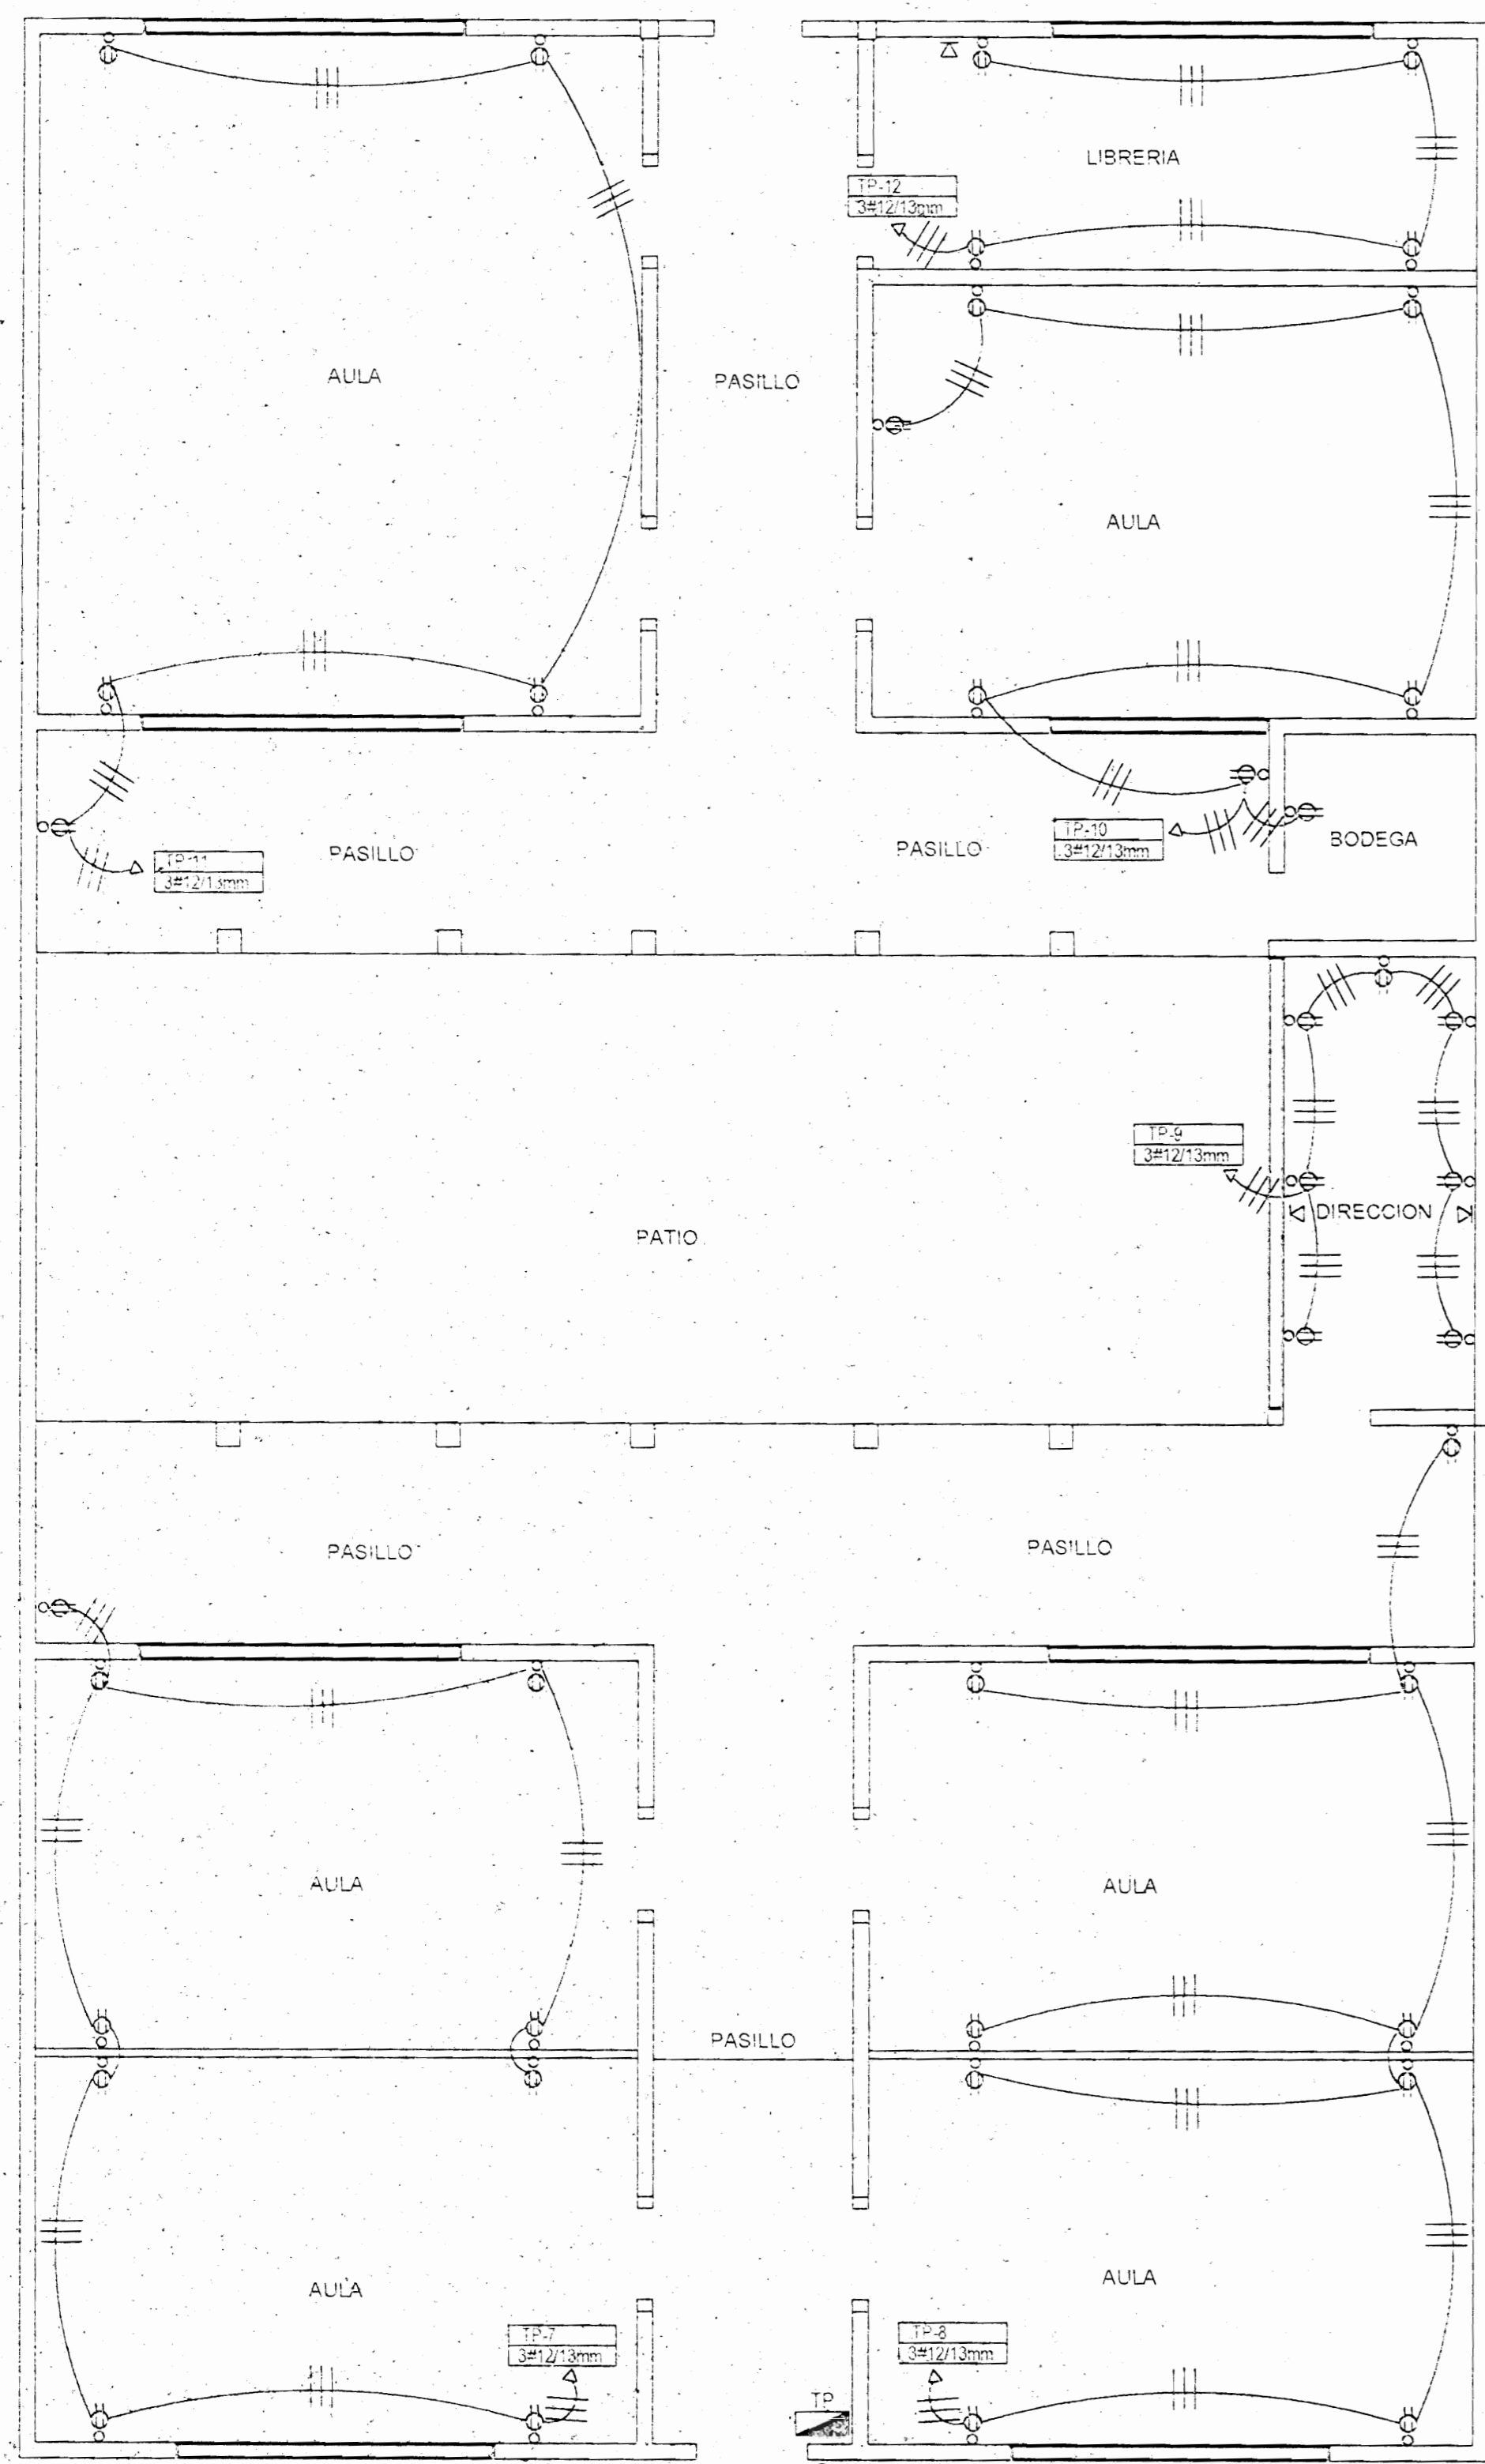 LIBRERIA
TP-12
3#12/13mm
AULA
PASILLO
AULA
TP-11
3#12/13mm
PASILLO
PASILLO
TP-10
3#12/13mm
BODEGA
TP-9
3#12/13mm
DIRECCION
PATIO
PASILLO
PASILLO
AULA
AULA
PASILLO
AULA
AULA
TP-7
3#12/13mm
TP-8
3#12/13mm
TP